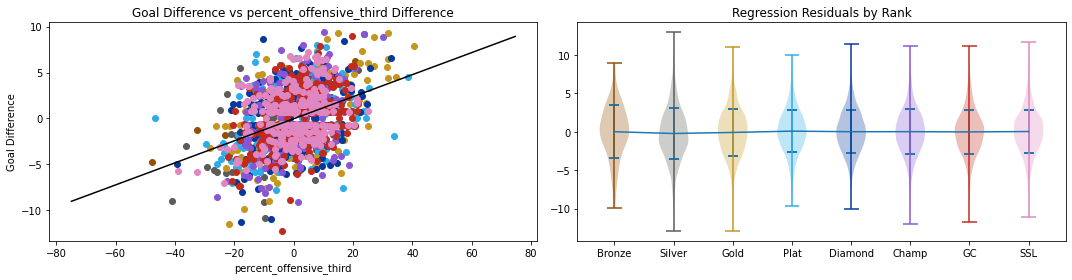 Goal Difference vs percent_offensive_third Difference
Goal Difference
10
5
0
−5
−10
−80
−60
−40
−20
0
20
40
60
80
percent_offensive_third
Regression Residuals by Rank
10
5
0
−5
−10
Bronze
Silver
Gold
Plat
Diamond
Champ
GC
SSL